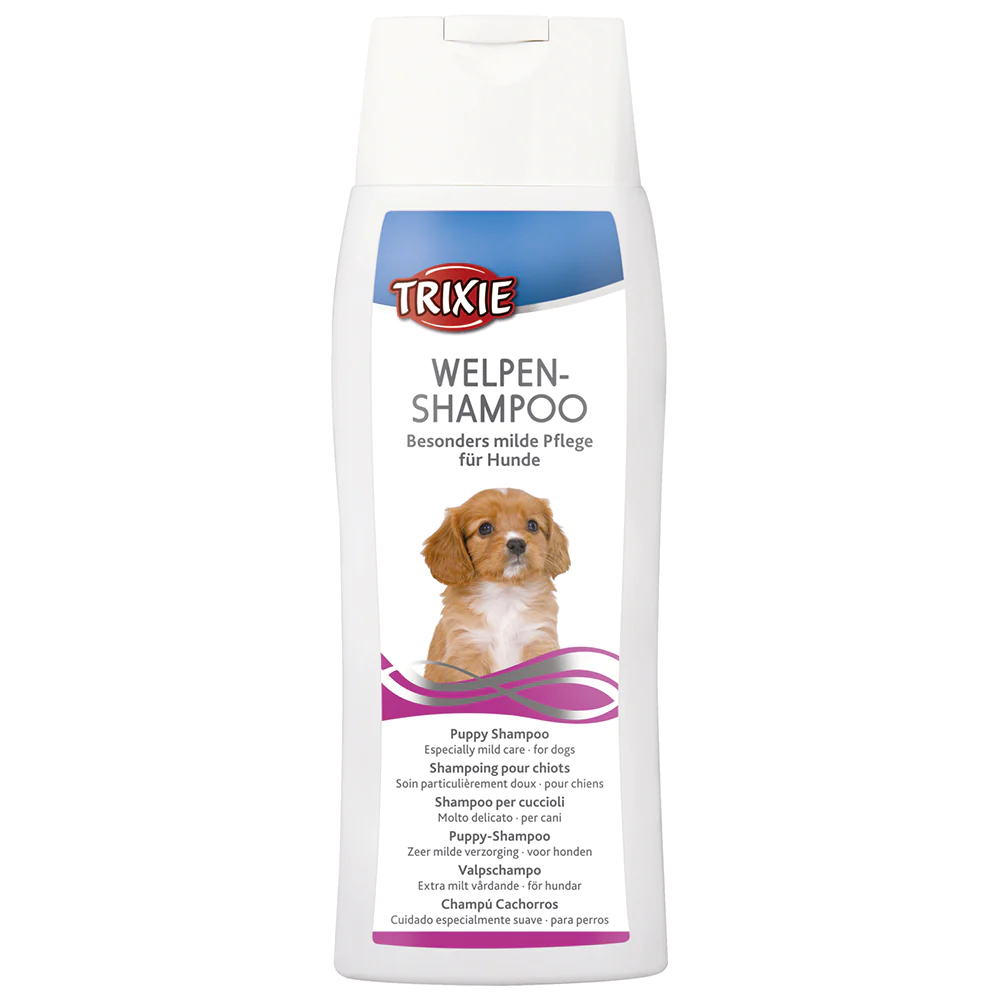 TRIXIE
WELPEN-
SHAMPOO
Besonders milde Pflege
für Hunde
Puppy Shampoo
Especially mild care · for dogs
Shampoing pour chiots
Soin particulièrement doux · pour chiens
Shampoo per cuccioli
Molto delicato · per cani
Puppy-Shampoo
Zeer milde verzorging · voor honden
Valpschampo
Extra milt vårdande · för hundar
Champú Cachorros
Cuidado especialmente suave · para perros